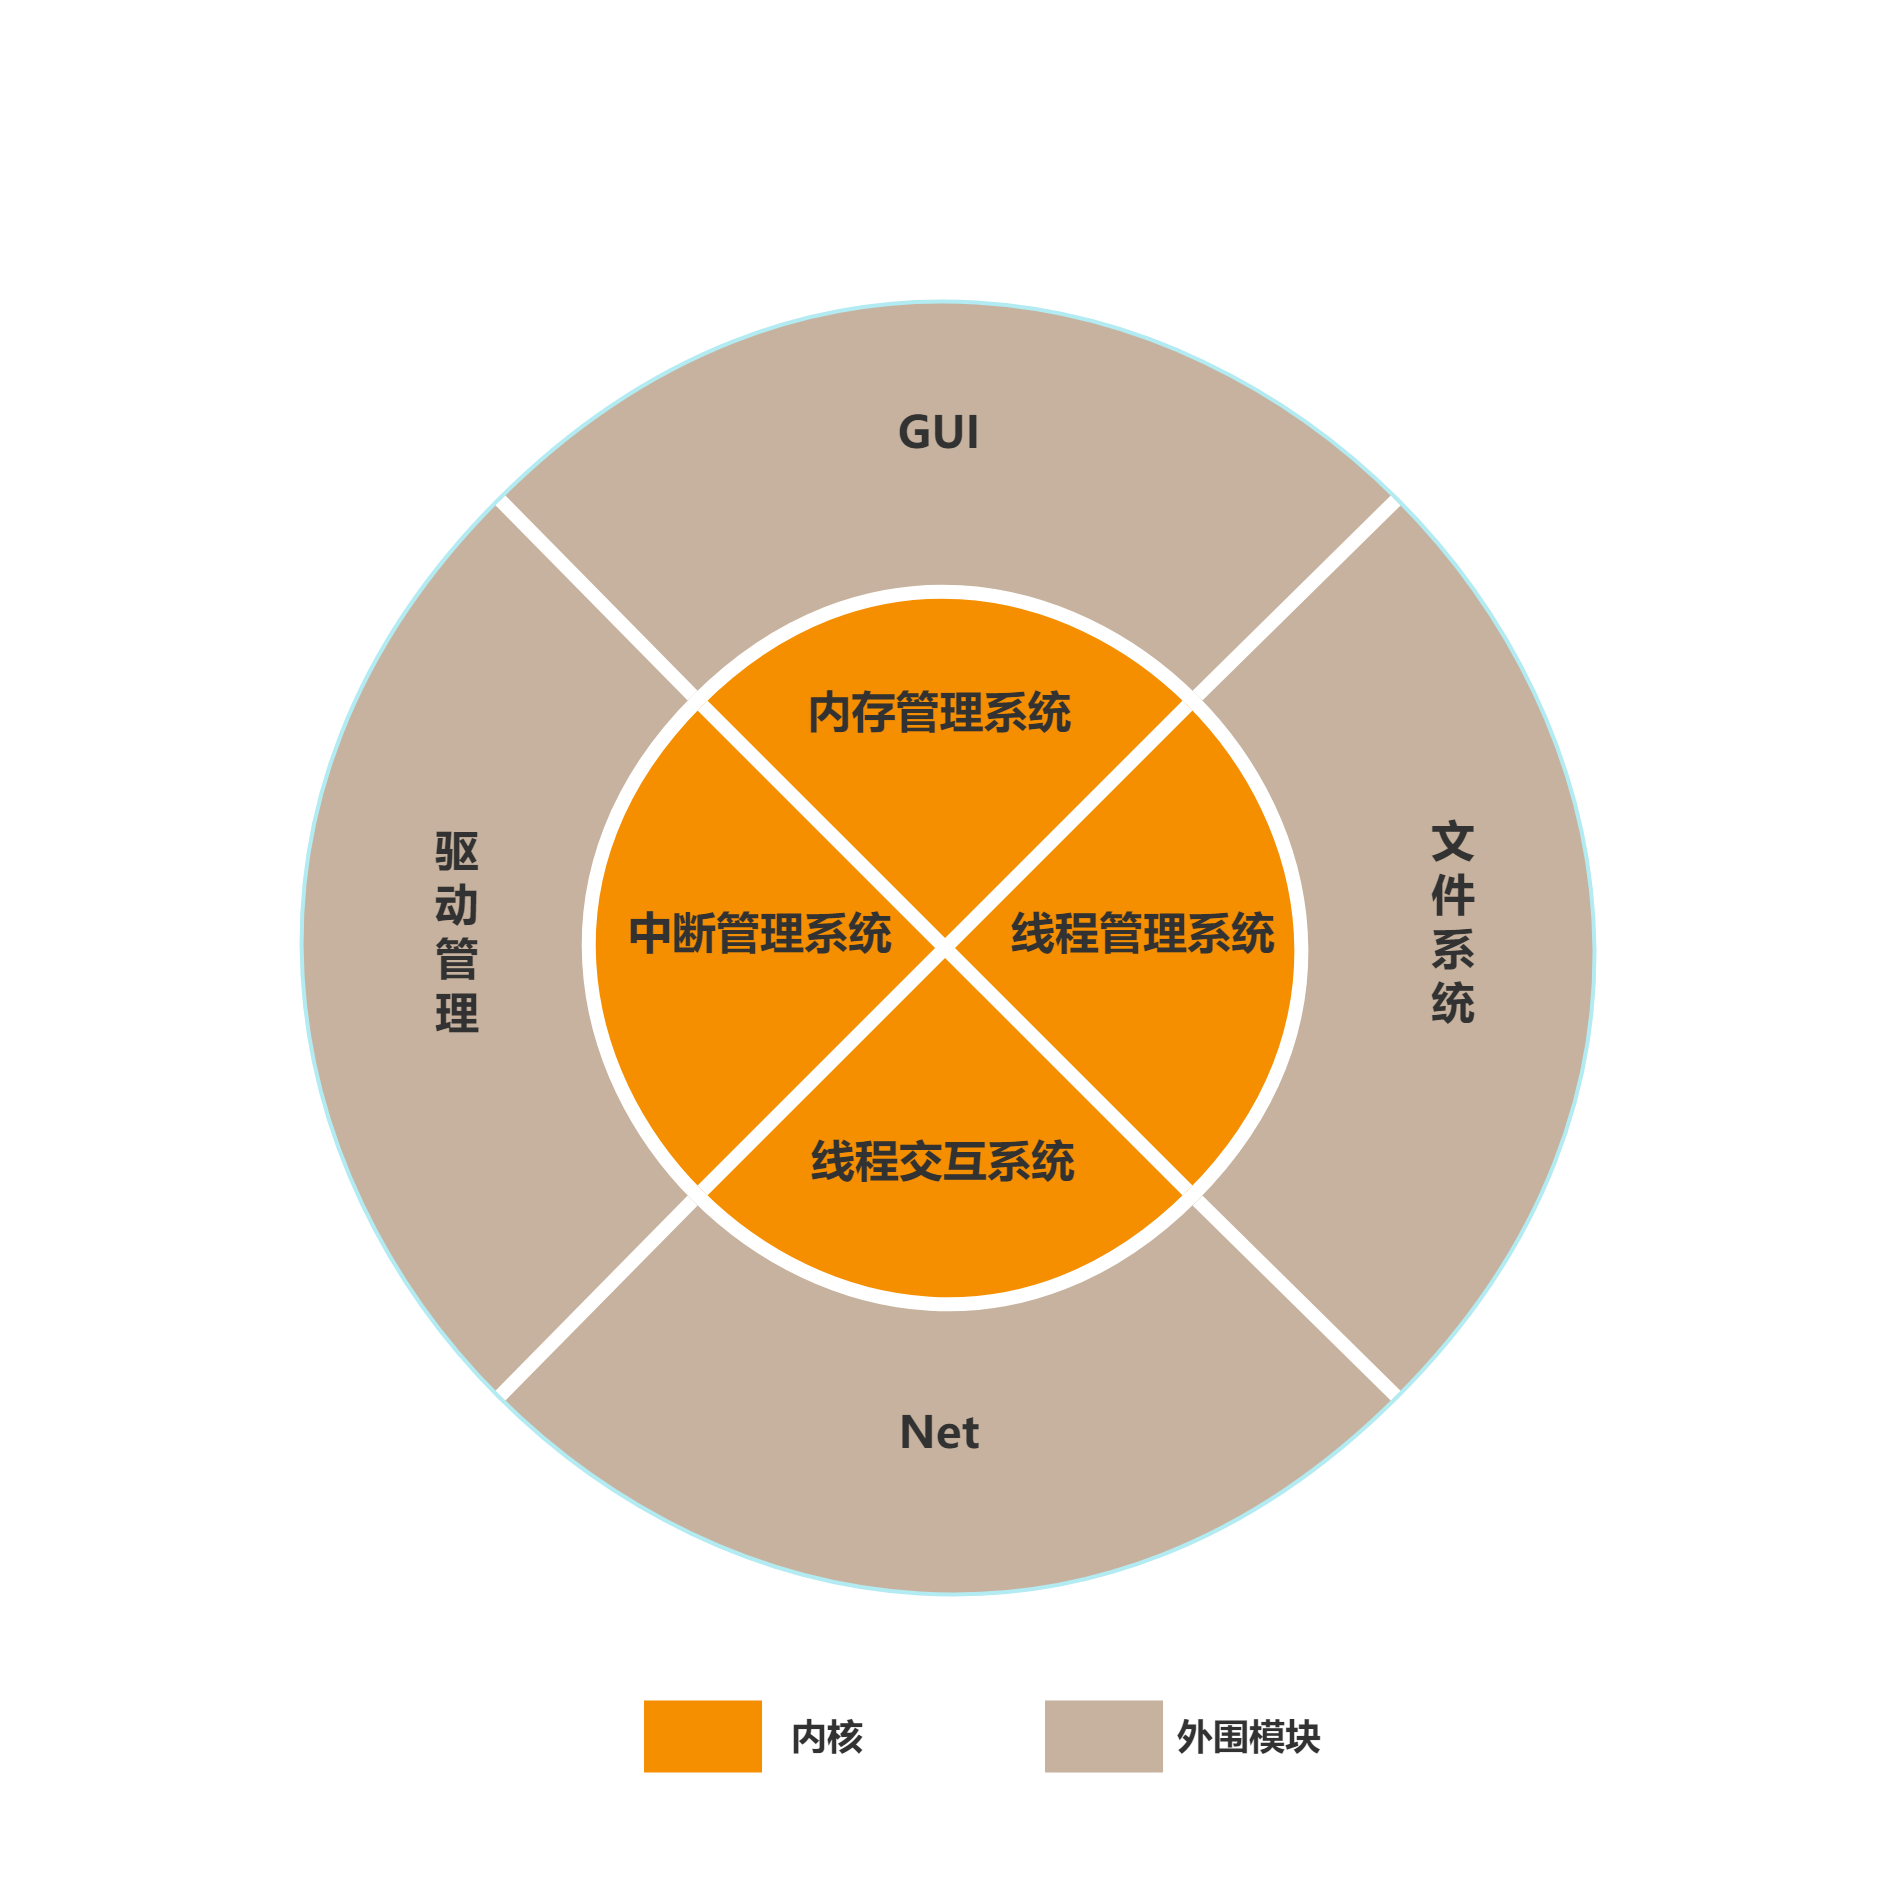 GUI
内存管理系统
驱动管理
中断管理系统
线程管理系统
文件系统
线程交互系统
Net
内核
外围模块